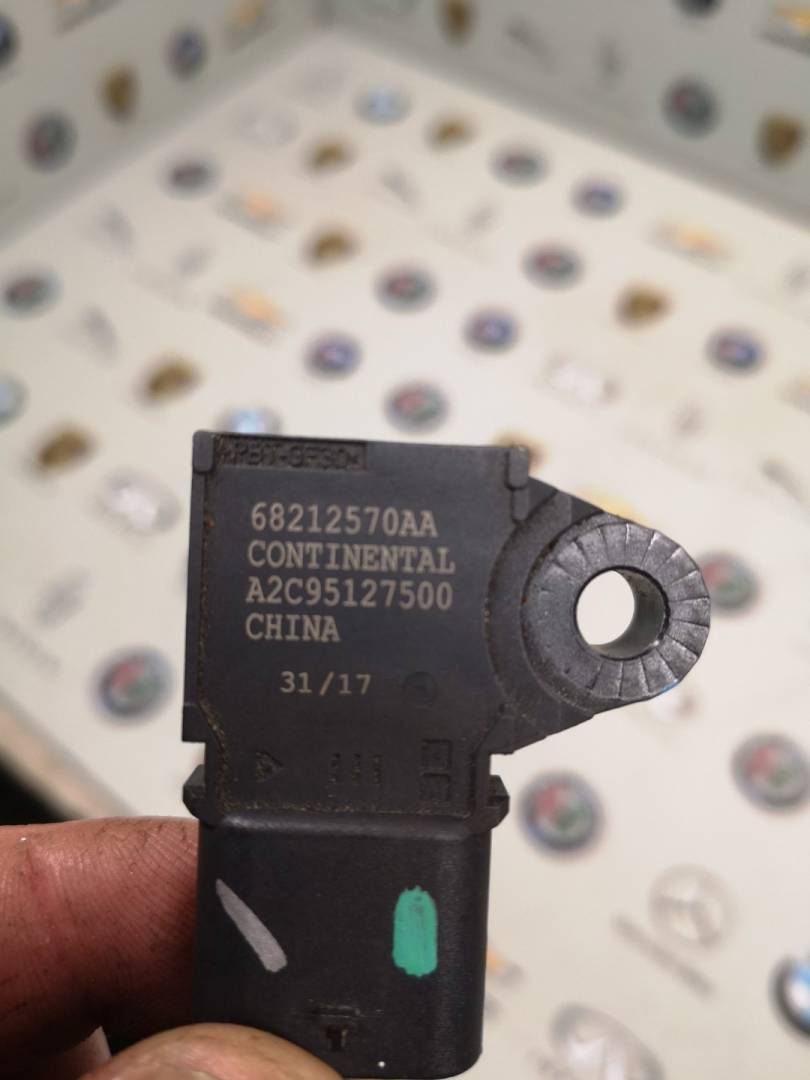 68212570AA
CONTINENTAL
A2C95127500
CHINA
31/17